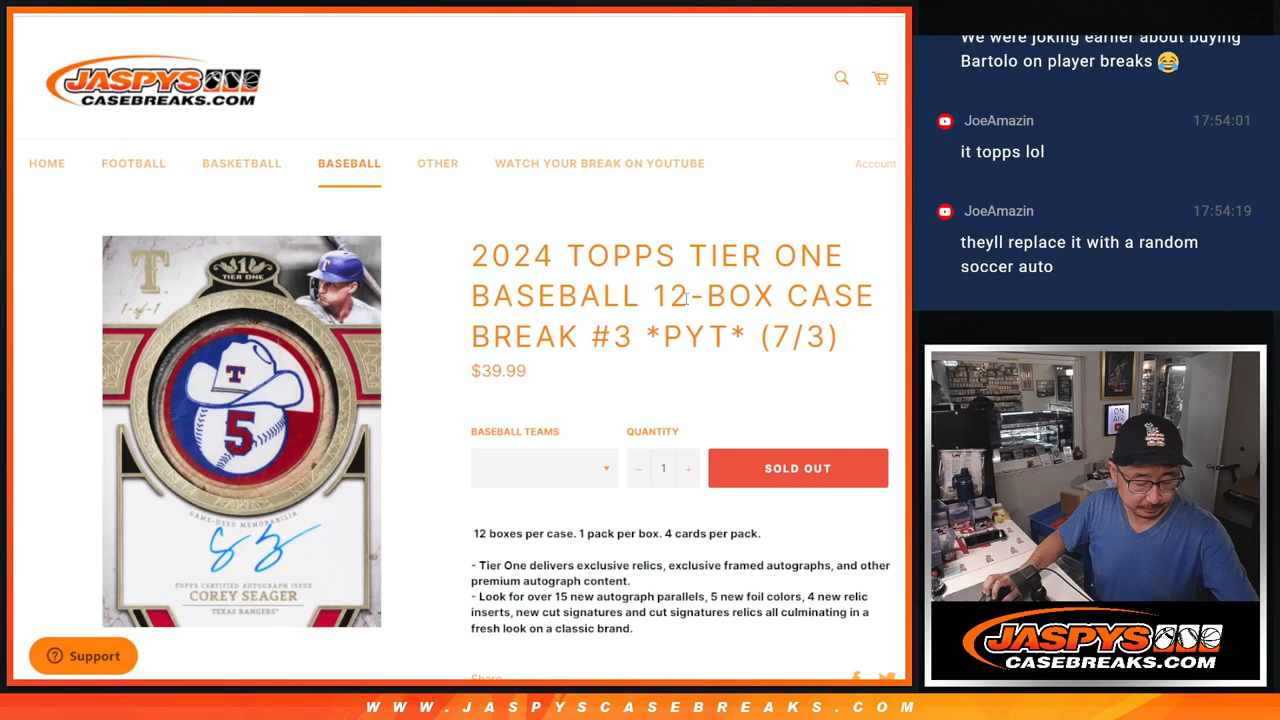 JASPYS
CASEBREAKS.COM
HOME FOOTBALL BASKETBALL BASEBALL OTHER WATCH YOUR BREAK ON YOUTUBE Account
T
1-of-1
1
TIER ONE
T
T
5
GAME-USED MEMORABILIA
TOPPS CERTIFIED AUTOGRAPH ISSUE
COREY SEAGER
TEXAS RANGERS
2024 TOPPS TIER ONE
BASEBALL 12-BOX CASE
BREAK #3 *PYT* (7/3)
$39.99
BASEBALL TEAMS QUANTITY
− 1 + SOLD OUT
12 boxes per case. 1 pack per box. 4 cards per pack.
- Tier One delivers exclusive relics, exclusive framed autographs, and other
premium autograph content.
- Look for over 15 new autograph parallels, 5 new foil colors, 4 new relic
inserts, new cut signatures and cut signatures relics all culminating in a
fresh look on a classic brand.
Share
Support
We were joking earlier about buying
Bartolo on player breaks 😂
JoeAmazin 17:54:01
it topps lol
JoeAmazin 17:54:19
theyll replace it with a random
soccer auto
ON
AIR
JASPYS
CASEBREAKS.COM
WWW.JASPYSCASEBREAKS.COM